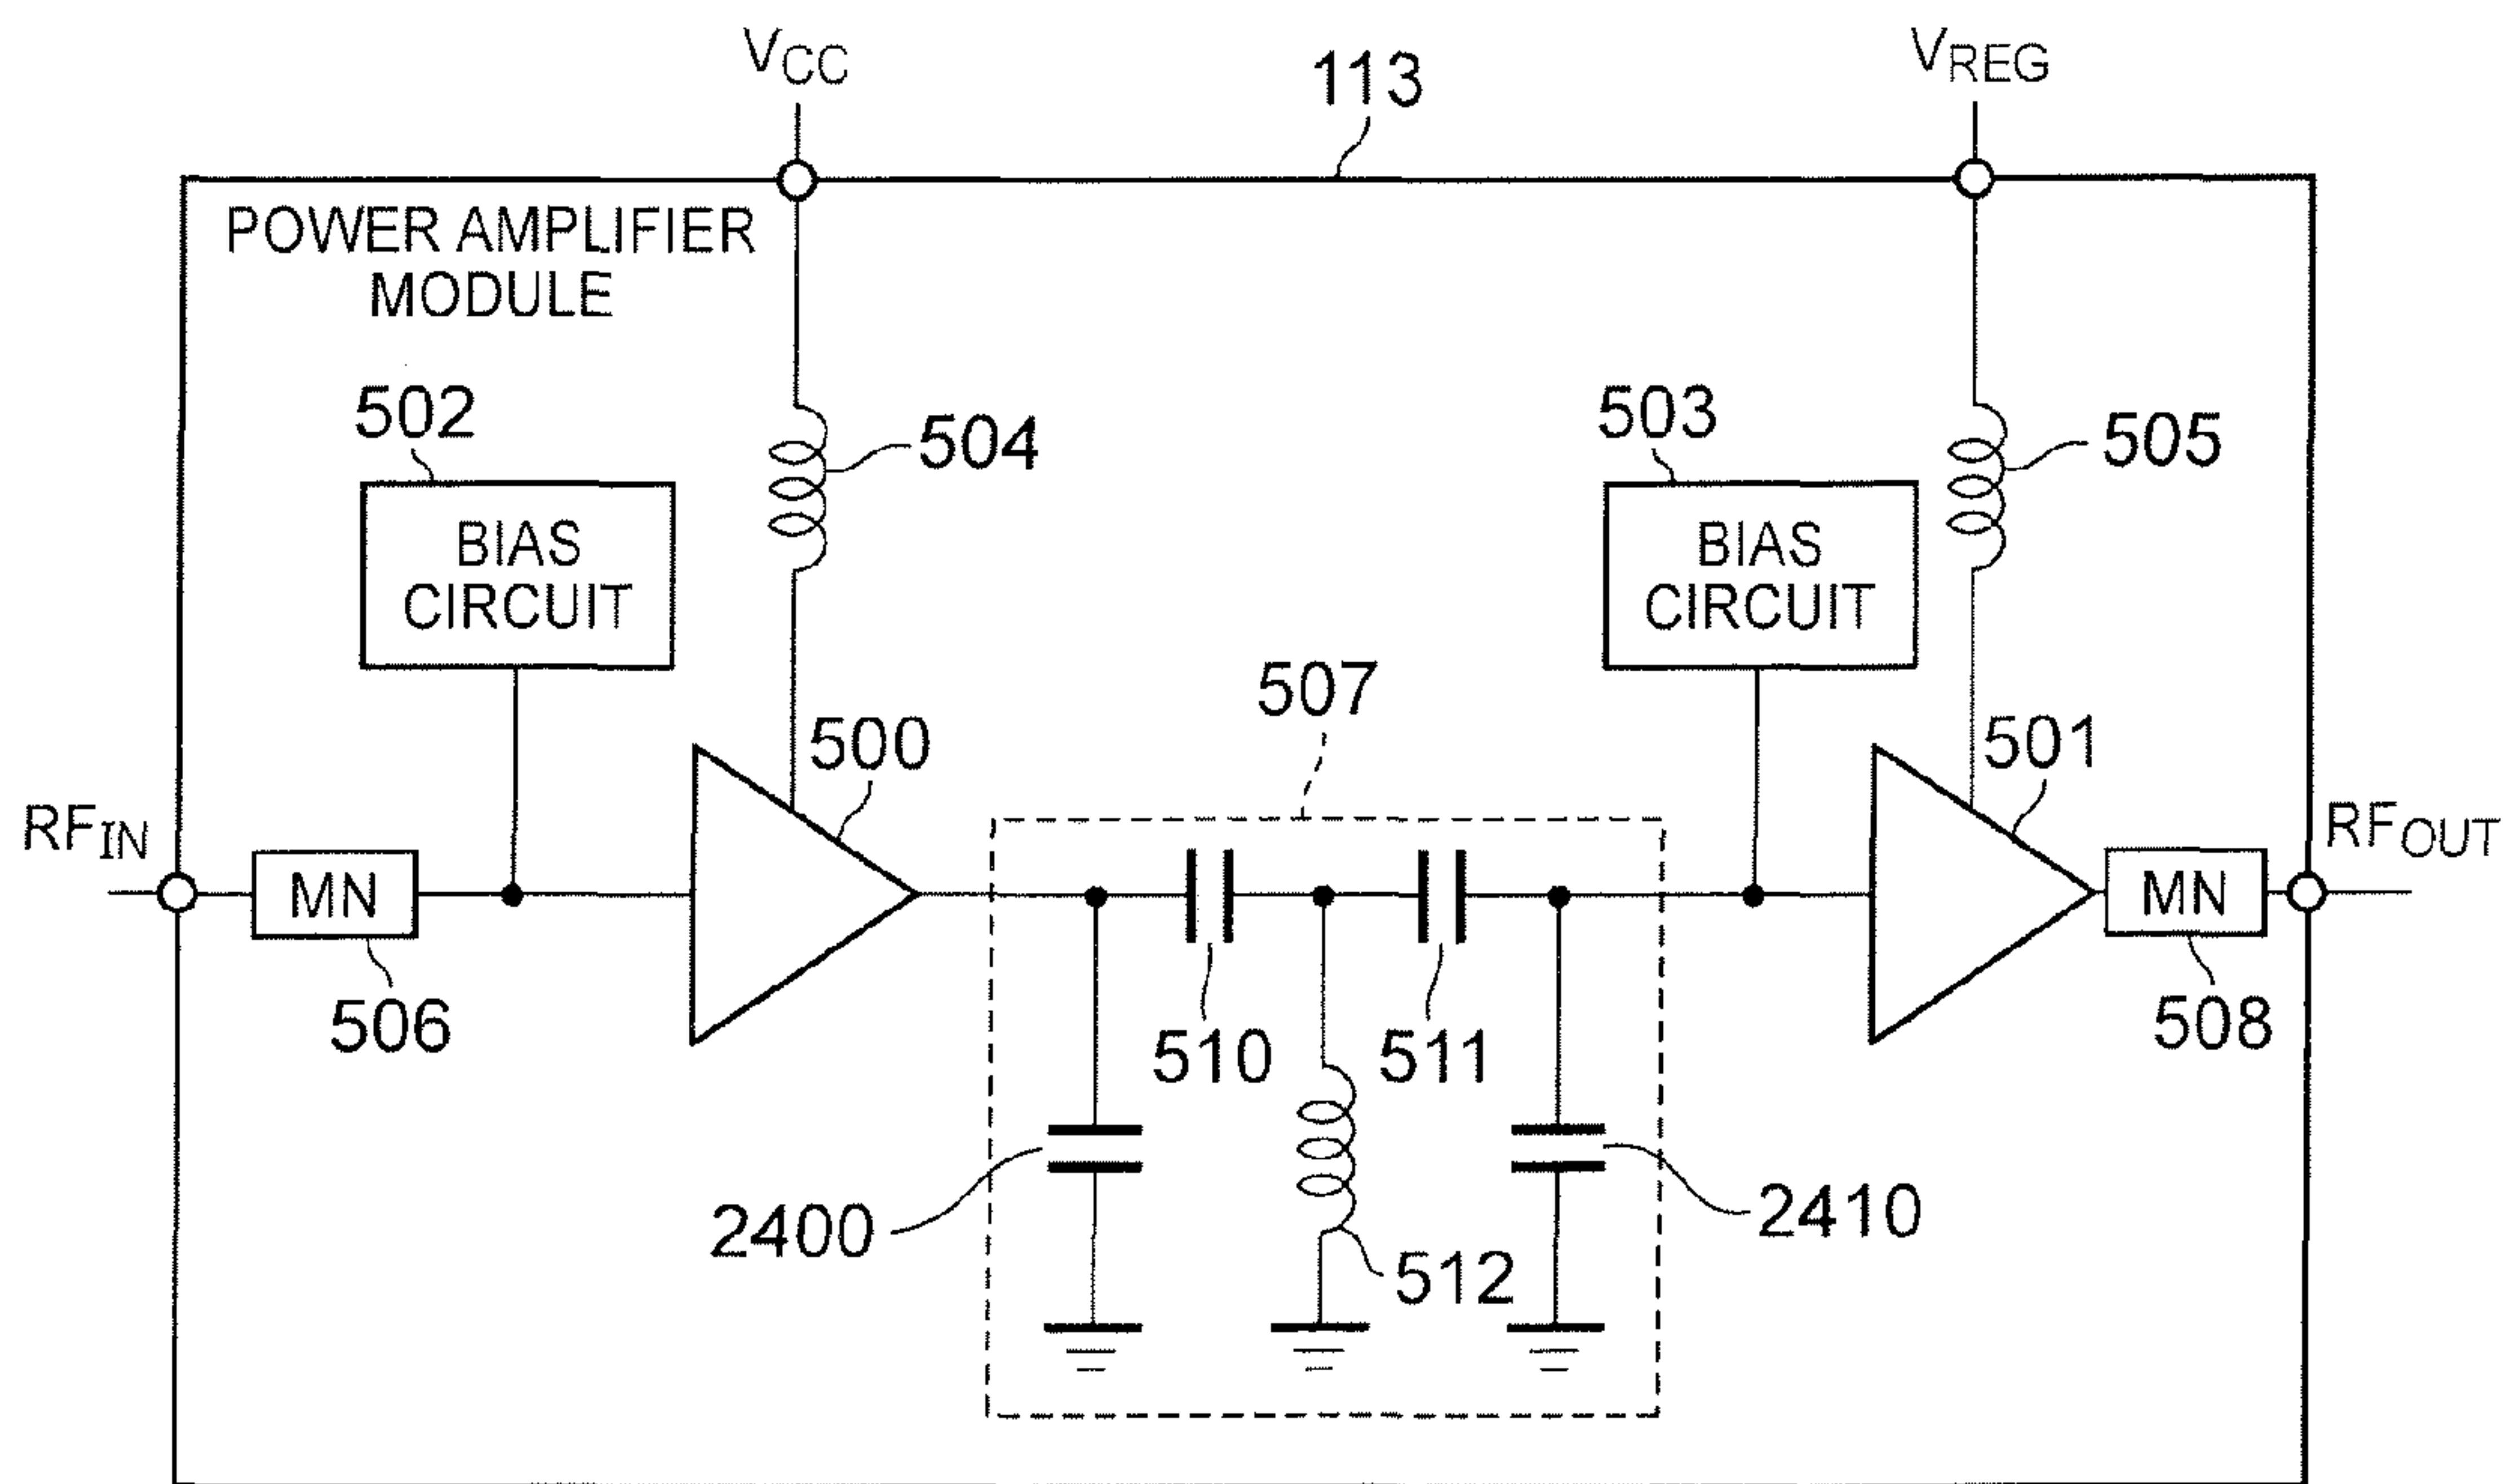 VCC
113
VREG
POWER AMPLIFIER
MODULE
502
504
503
505
BIAS
CIRCUIT
BIAS
CIRCUIT
507
500
501
RFIN
RFOUT
MN
MN
506
510
511
508
2400
2410
512